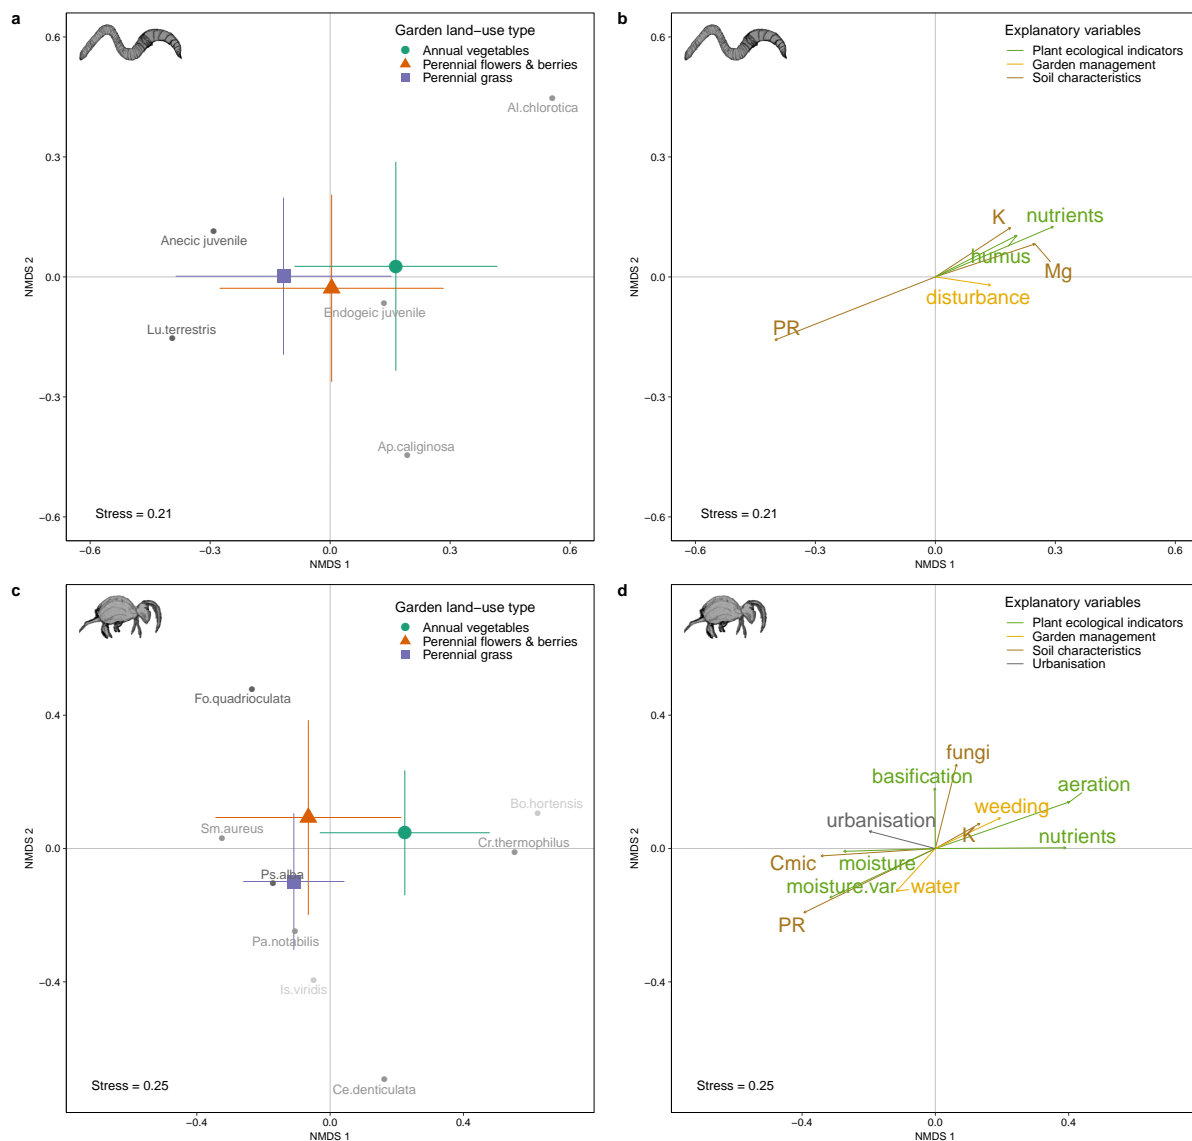 a
Garden land−use type
Annual vegetables
Perennial flowers & berries
Perennial grass
Al.chlorotica
Anecic juvenile
Endogeic juvenile
Lu.terrestris
Ap.caliginosa
Stress = 0.21
0.6
0.3
0.0
−0.3
−0.6
NMDS 2
−0.6
−0.3
0.0
0.3
0.6
NMDS 1
b
Explanatory variables
Plant ecological indicators
Garden management
Soil characteristics
K
nutrients
humus
Mg
disturbance
PR
Stress = 0.21
0.6
0.3
0.0
−0.3
−0.6
NMDS 2
−0.6
−0.3
0.0
0.3
0.6
NMDS 1
c
Garden land−use type
Annual vegetables
Perennial flowers & berries
Perennial grass
Fo.quadrioculata
Bo.hortensis
Sm.aureus
Cr.thermophilus
Ps.alba
Pa.notabilis
Is.viridis
Ce.denticulata
Stress = 0.25
0.4
0.0
−0.4
NMDS 2
−0.4
0.0
0.4
NMDS 1
d
Explanatory variables
Plant ecological indicators
Garden management
Soil characteristics
Urbanisation
fungi
basification
aeration
weeding
urbanisation
K
nutrients
Cmic
moisture
moisture.var
water
PR
Stress = 0.25
0.4
0.0
−0.4
NMDS 2
−0.4
0.0
0.4
NMDS 1